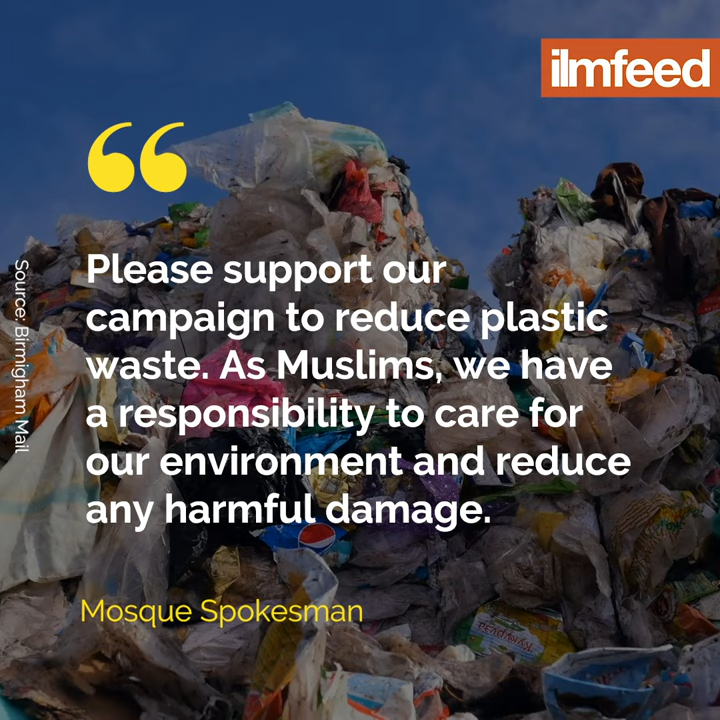 ilmfeed
“
Please support our
campaign to reduce plastic
waste. As Muslims, we have
a responsibility to care for
our environment and reduce
any harmful damage.
Mosque Spokesman
Source: Birmigham Mail